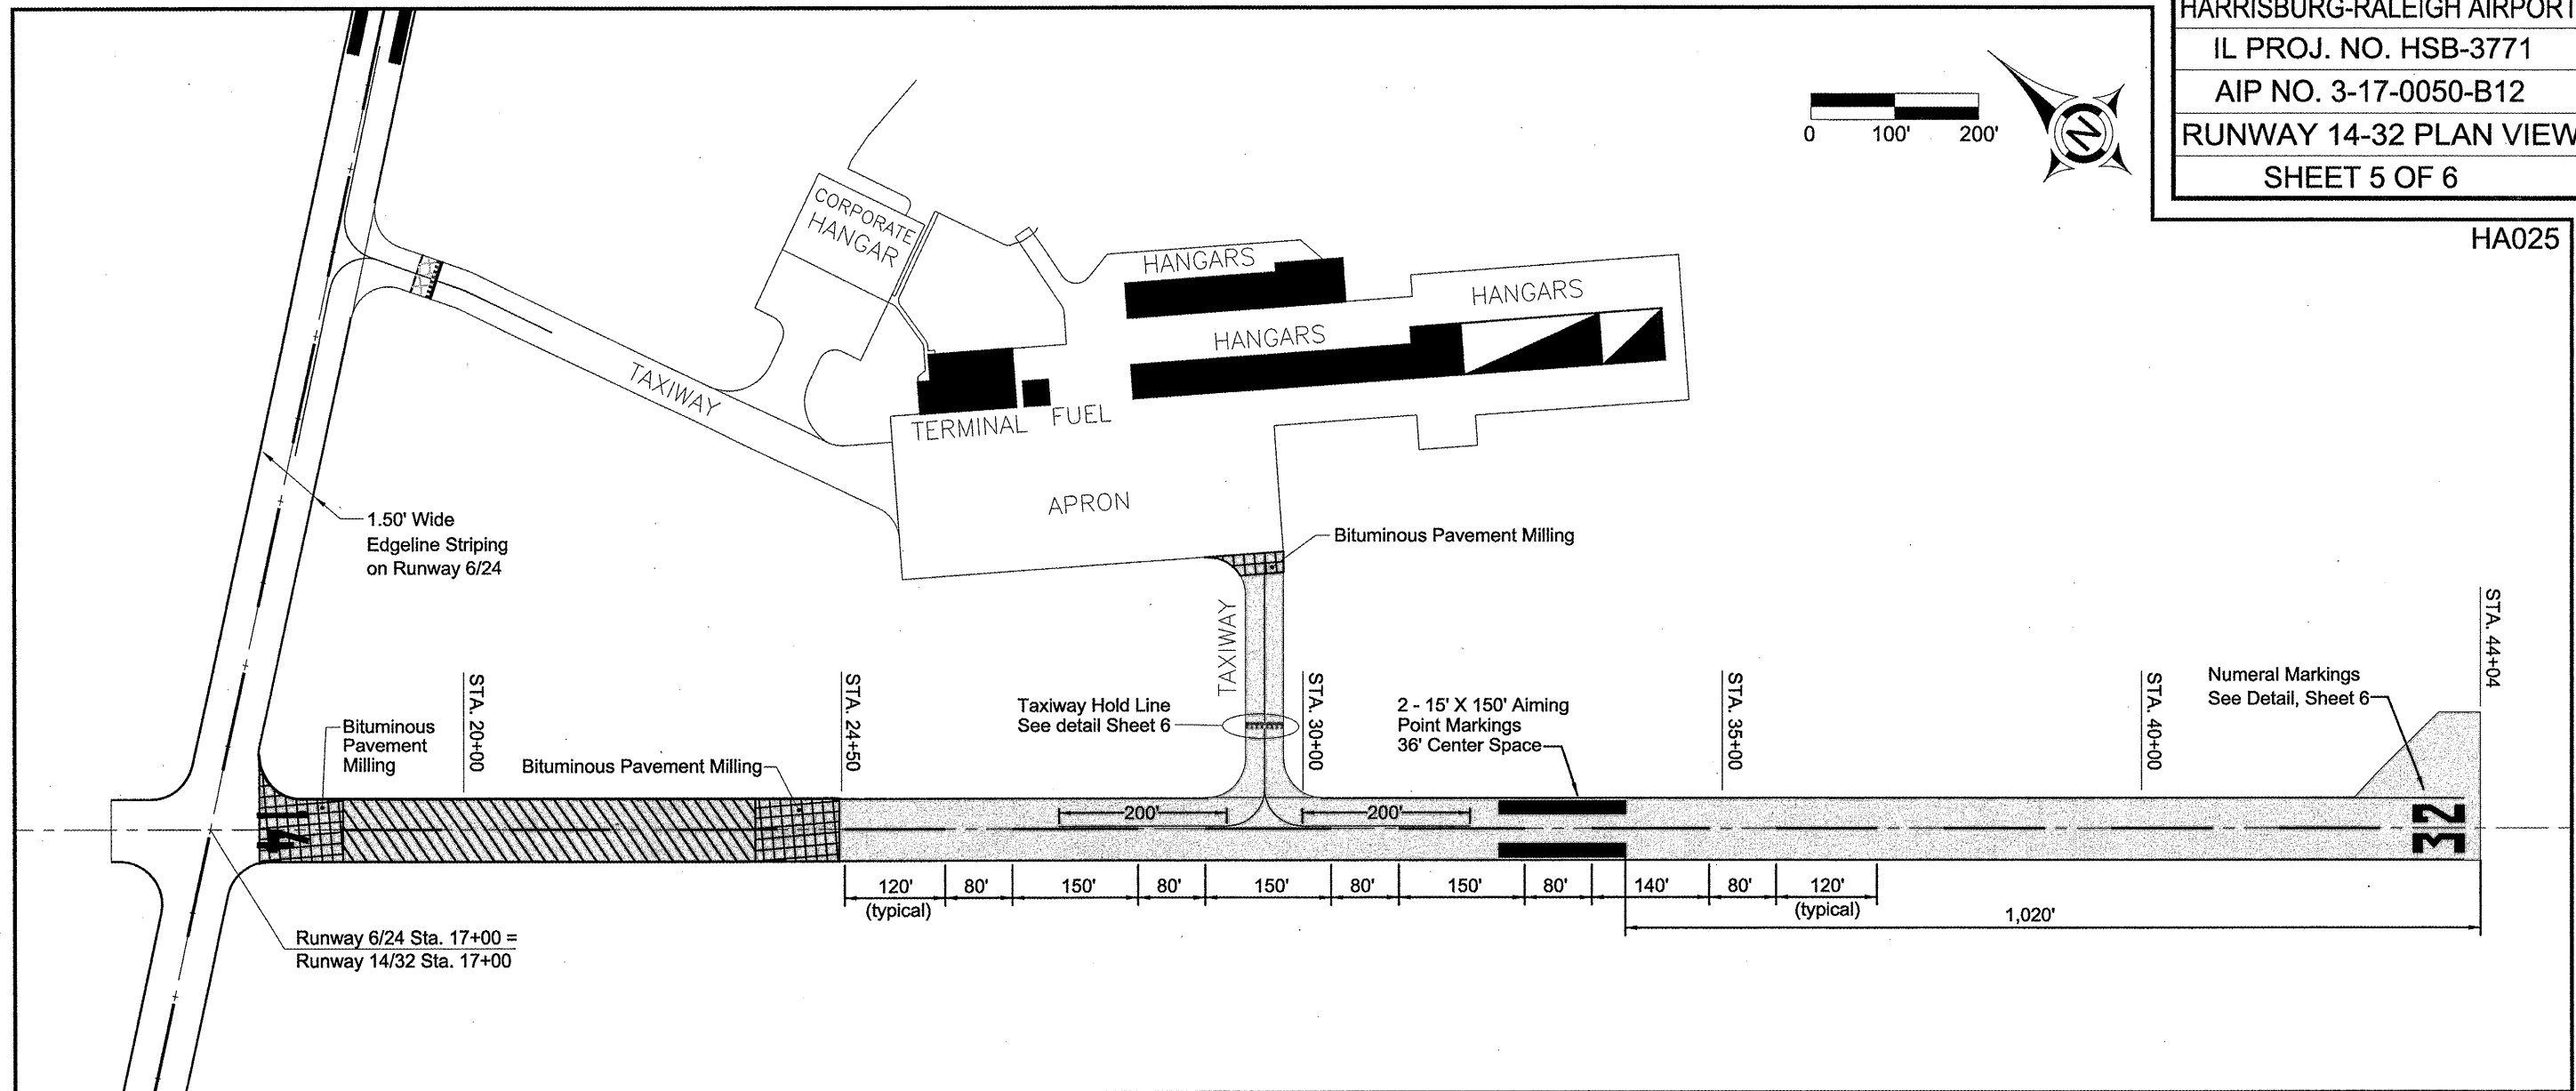 HARRISBURG-RALEIGH AIRPORT
IL PROJ. NO. HSB-3771
AIP NO. 3-17-0050-B12
RUNWAY 14-32 PLAN VIEW
SHEET 5 OF 6
HA025
0 100' 200'
N
CORPORATE
HANGAR
HANGARS
HANGARS
HANGARS
TAXIWAY
TERMINAL
FUEL
APRON
1.50' Wide
Edgeline Striping
on Runway 6/24
Bituminous Pavement Milling
TAXIWAY
STA. 20+00
STA. 24+50
STA. 30+00
STA. 35+00
STA. 40+00
STA. 44+04
Bituminous
Pavement
Milling
Bituminous Pavement Milling
Taxiway Hold Line
See detail Sheet 6
2 - 15' X 150' Aiming
Point Markings
36' Center Space
Numeral Markings
See Detail, Sheet 6
14
200'
200'
32
120'
(typical)
80'
150'
80'
150'
80'
150'
80'
140'
80'
120'
(typical)
1,020'
Runway 6/24 Sta. 17+00 =
Runway 14/32 Sta. 17+00